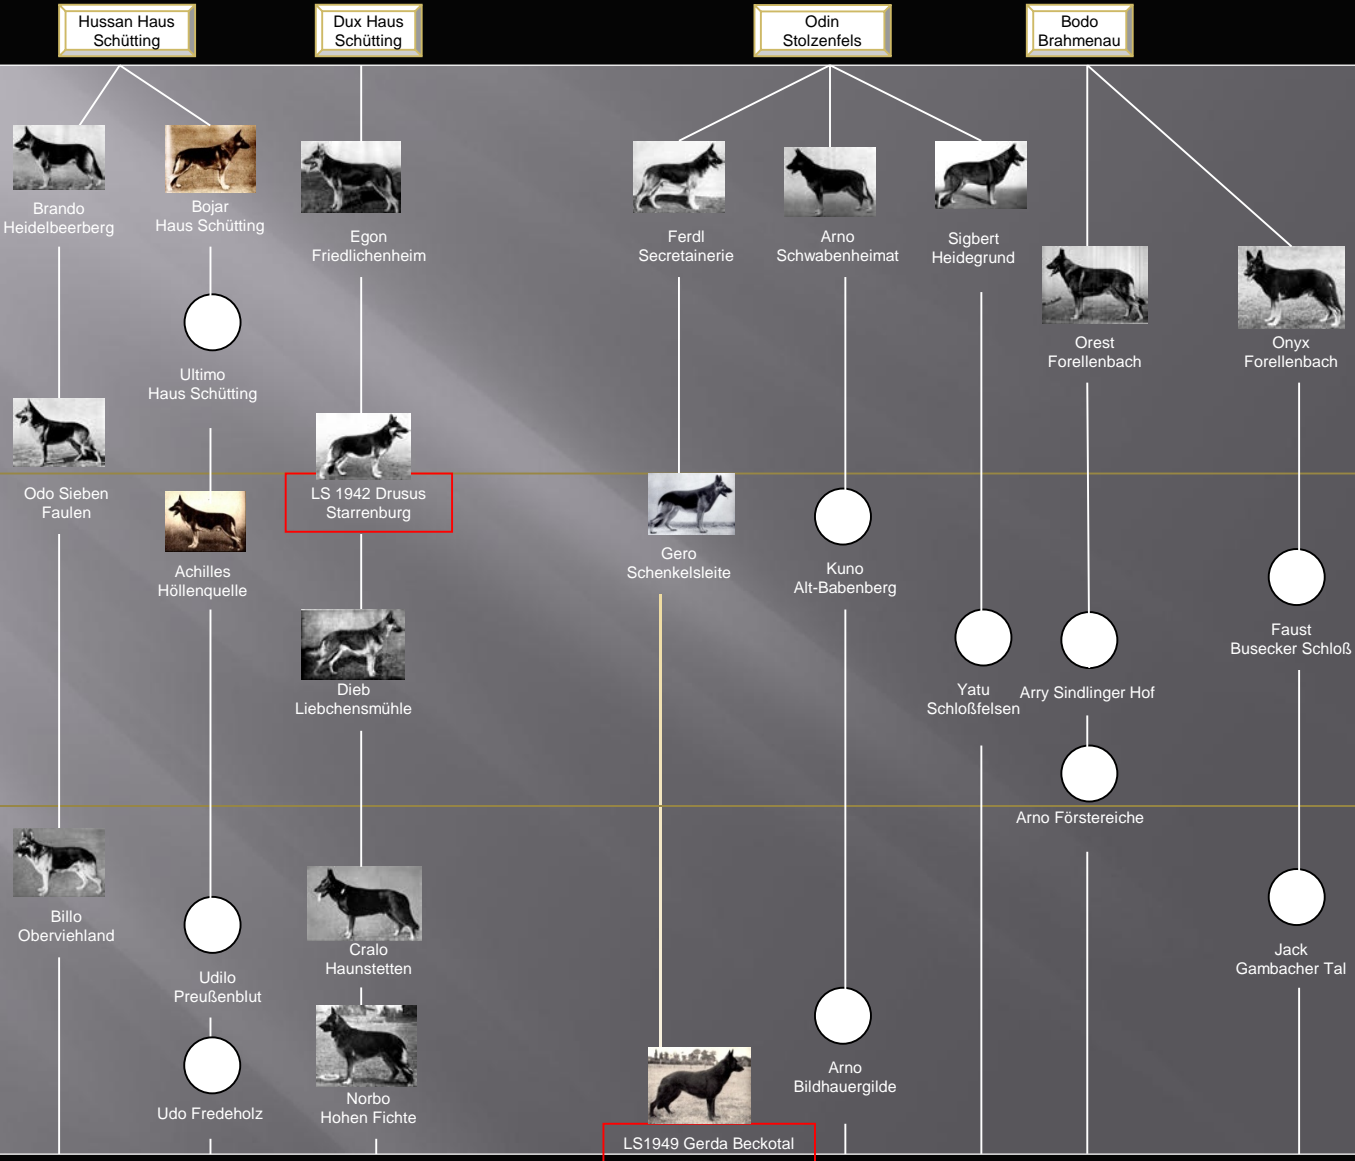 Hussan Haus
Schütting
Dux Haus
Schütting
Odin
Stolzenfels
Bodo
Brahmenau
Brando
Heidelbeerberg
Bojar
Haus Schütting
Egon
Friedlichenheim
Ferdl
Secretainerie
Arno
Schwabenheimat
Sigbert
Heidegrund
Orest
Forellenbach
Onyx
Forellenbach
Ultimo
Haus Schütting
Odo Sieben
Faulen
LS 1942 Drusus
Starrenburg
Achilles
Höllenquelle
Gero
Schenkelsleite
Kuno
Alt-Babenberg
Faust
Busecker Schloß
Dieb
Liebchensmühle
Yatu
Schloßfelsen
Arry Sindlinger Hof
Arno Förstereiche
Billo
Oberviehland
Cralo
Haunstetten
Jack
Gambacher Tal
Udilo
Preußenblut
Arno
Bildhauergilde
Norbo
Hohen Fichte
Udo Fredeholz
LS1949 Gerda Beckotal